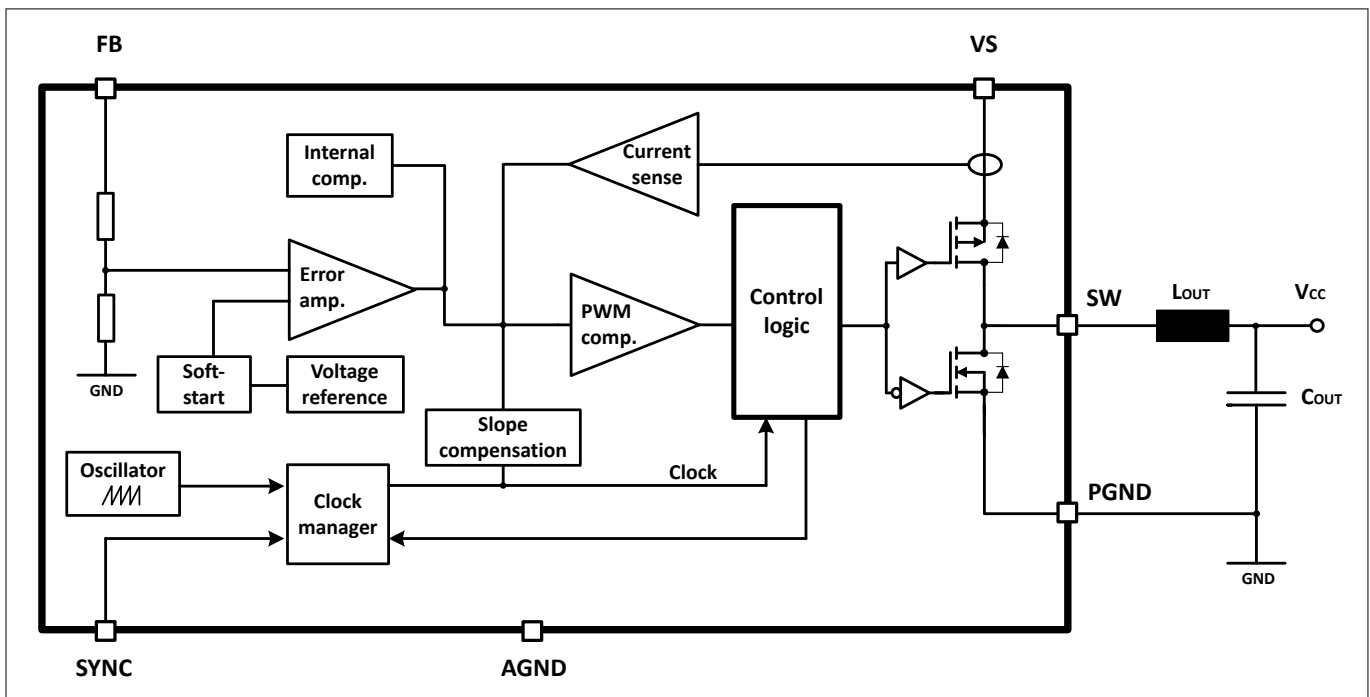 FB
VS
Internal
comp.
Current
sense
Error
amp.
PWM
comp.
Control
logic
SW
LOUT
VCC
COUT
GND
Soft-
start
Voltage
reference
Slope
compensation
Oscillator
Clock
manager
Clock
PGND
GND
SYNC
AGND